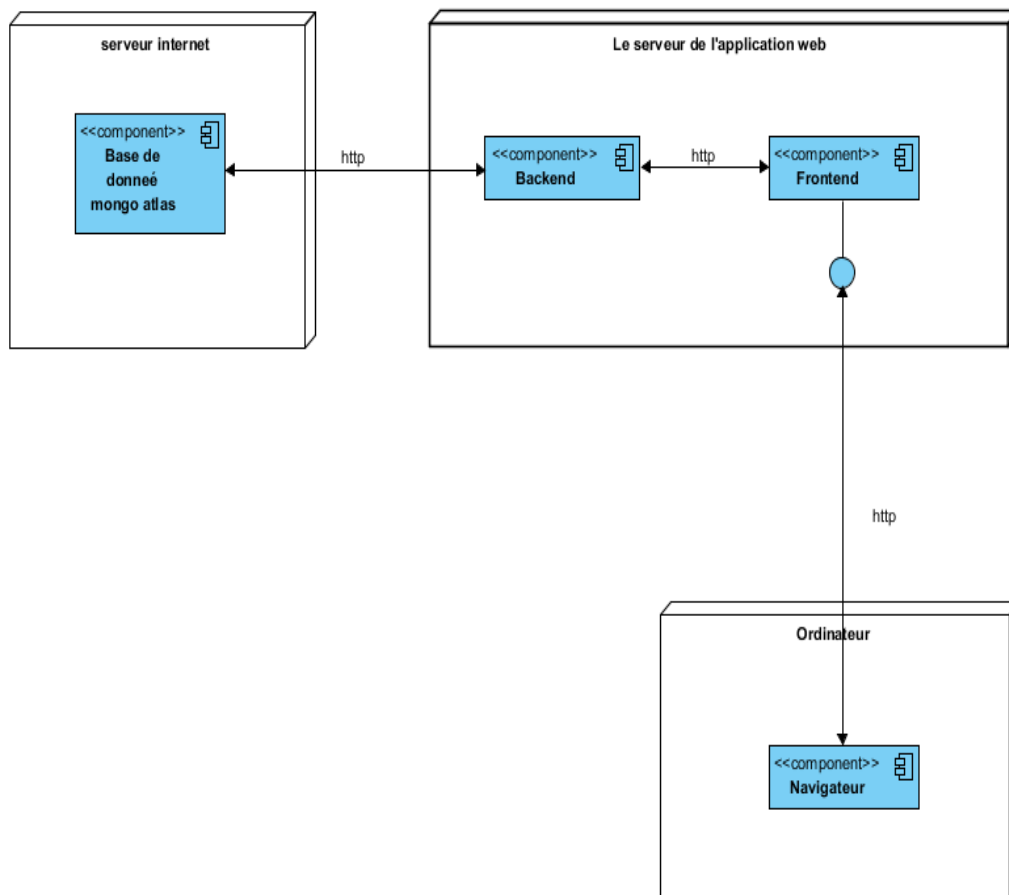 serveur internet
<<component>>
Base de
donneé
mongo atlas
http
Le serveur de l'application web
<<component>>
Backend
http
<<component>>
Frontend
http
Ordinateur
<<component>>
Navigateur